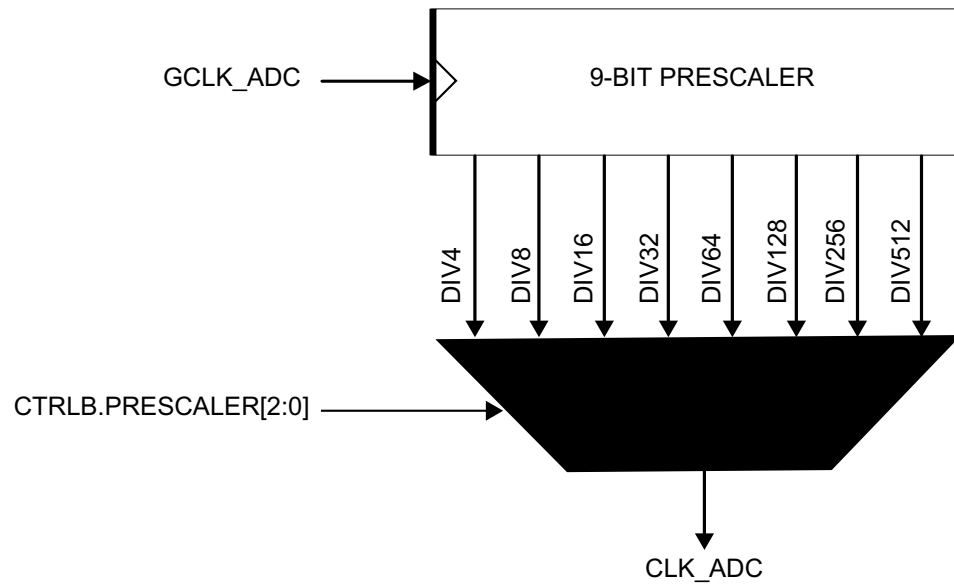 GCLK_ADC
9-BIT PRESCALER
DIV4
DIV8
DIV16
DIV32
DIV64
DIV128
DIV256
DIV512
CTRLB.PRESCALER[2:0]
CLK_ADC